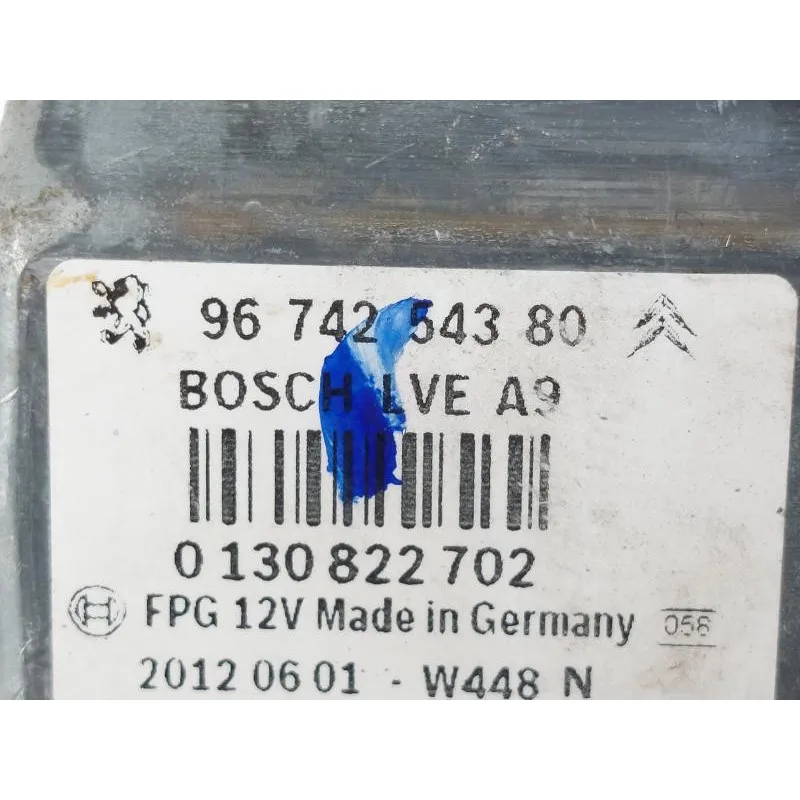 96 742 543 80
BOSCH LVE A9
0 130 822 702
FPG 12V Made in Germany 058
2012 06 01 - W448 N